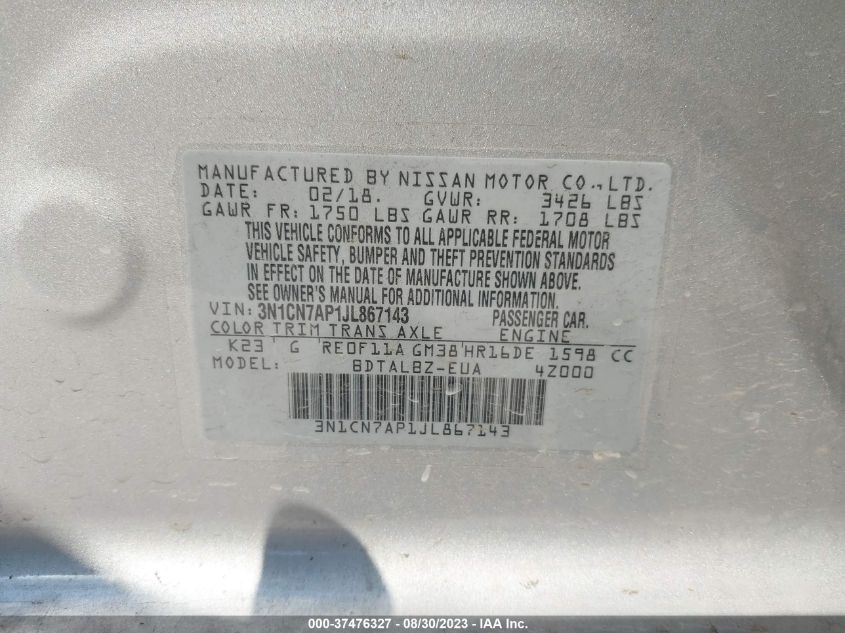 MANUFACTURED BY NISSAN MOTOR CO., LTD.
DATE: 02/18. GVWR: 3426 LBS
GAWR FR: 1750 LBS GAWR RR: 1708 LBS
THIS VEHICLE CONFORMS TO ALL APPLICABLE FEDERAL MOTOR
VEHICLE SAFETY, BUMPER AND THEFT PREVENTION STANDARDS
IN EFFECT ON THE DATE OF MANUFACTURE SHOWN ABOVE.
SEE OWNER'S MANUAL FOR ADDITIONAL INFORMATION.
VIN: 3N1CN7AP1JL867143 PASSENGER CAR.
COLOR TRIM TRANS AXLE ENGINE
K23 G RE0F11A GM38 HR16DE 1598 CC
MODEL: BDTALBZ-EUA 4Z000
3N1CN7AP1JL867143
000-37476327 - 08/30/2023 - IAA Inc.